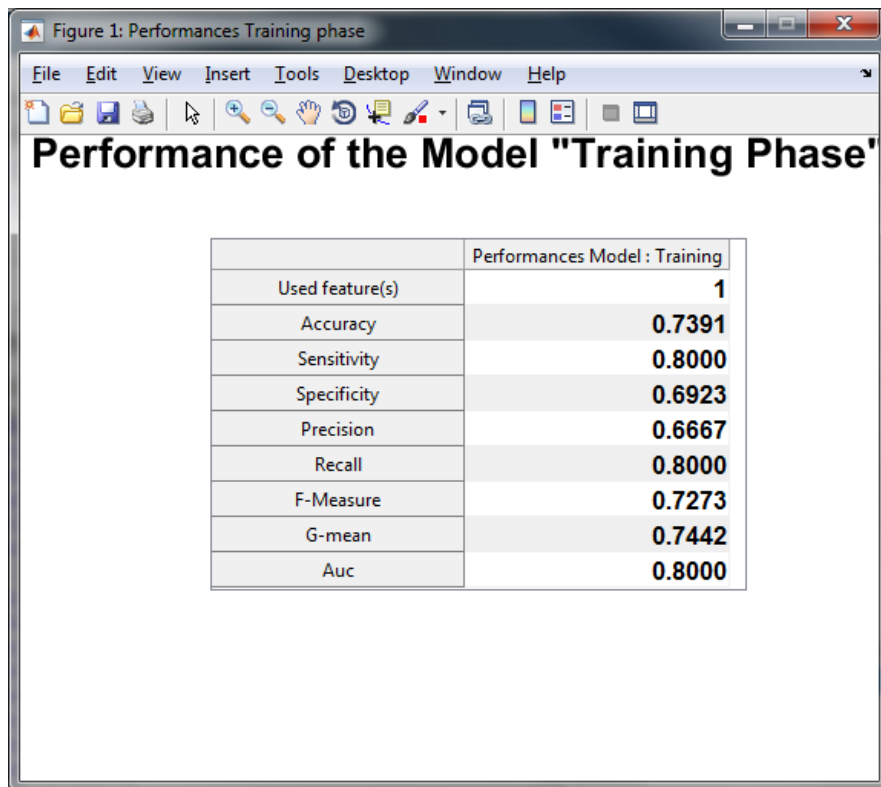 Figure 1: Performances Training phase
File Edit View Insert Tools Desktop Window Help
Performance of the Model "Training Phase"
Performances Model : Training
Used feature(s) 1
Accuracy 0.7391
Sensitivity 0.8000
Specificity 0.6923
Precision 0.6667
Recall 0.8000
F-Measure 0.7273
G-mean 0.7442
Auc 0.8000